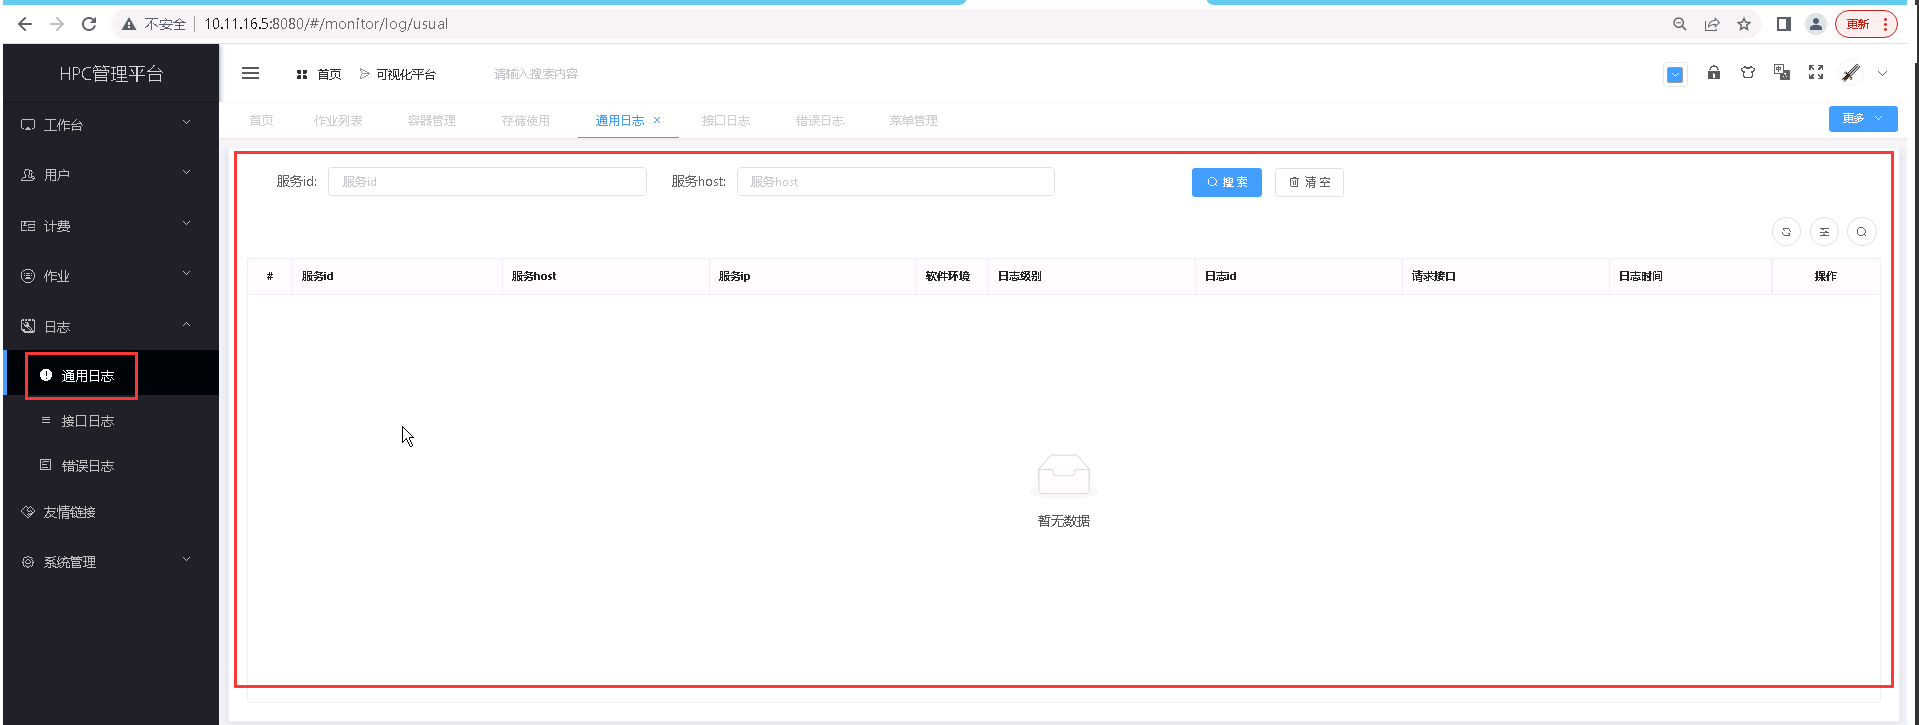 不安全 | 10.11.16.5:8080/#/monitor/log/usual
更新
HPC管理平台
首页 可视化平台 请输入搜索内容
首页 作业列表 容器管理 存储使用 通用日志 × 接口日志 错误日志 菜单管理 更多
工作台
用户
计费
作业
日志
通用日志
接口日志
错误日志
友情链接
系统管理
服务id: 服务id 服务host: 服务host 搜 索 清 空
# 服务id 服务host 服务ip 软件环境 日志级别 日志id 请求接口 日志时间 操作
暂无数据